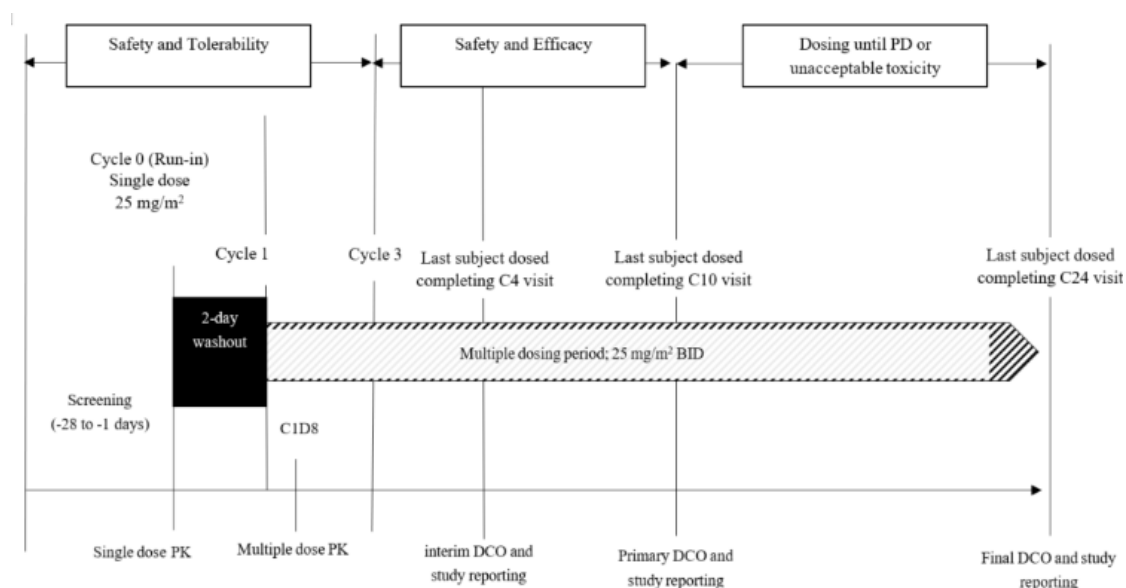 Safety and Tolerability
Safety and Efficacy
Dosing until PD or
unacceptable toxicity
Cycle 0 (Run-in)
Single dose
25 mg/m²
Cycle 1
Cycle 3
Last subject dosed
completing C4 visit
Last subject dosed
completing C10 visit
Last subject dosed
completing C24 visit
2-day
washout
Multiple dosing period; 25 mg/m² BID
Screening
(-28 to -1 days)
C1D8
Single dose PK
Multiple dose PK
interim DCO and
study reporting
Primary DCO and
study reporting
Final DCO and study
reporting